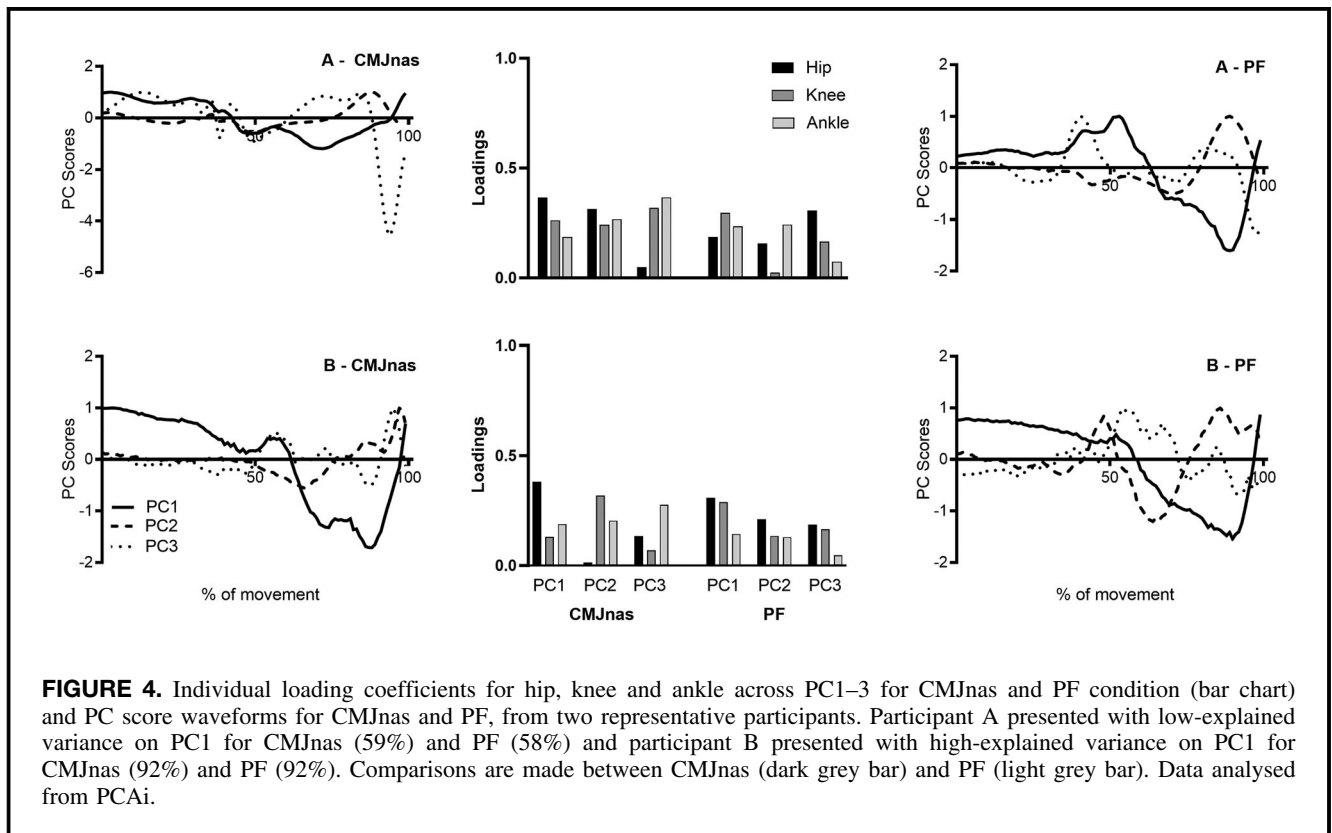 A - CMJnas
2
0
-2
-4
-6
PC Scores
50
100
1.0
0.5
0.0
Loadings
Hip
Knee
Ankle
A - PF
2
1
0
-1
-2
PC Scores
50
100
B - CMJnas
2
1
0
-1
-2
PC Scores
50
100
PC1
PC2
PC3
% of movement
1.0
0.5
0.0
Loadings
PC1 PC2 PC3 PC1 PC2 PC3
CMJnas PF
B - PF
2
1
0
-1
-2
PC Scores
50
100
% of movement
FIGURE 4. Individual loading coefficients for hip, knee and ankle across PC1–3 for CMJnas and PF condition (bar chart)
and PC score waveforms for CMJnas and PF, from two representative participants. Participant A presented with low-explained
variance on PC1 for CMJnas (59%) and PF (58%) and participant B presented with high-explained variance on PC1 for
CMJnas (92%) and PF (92%). Comparisons are made between CMJnas (dark grey bar) and PF (light grey bar). Data analysed
from PCAi.